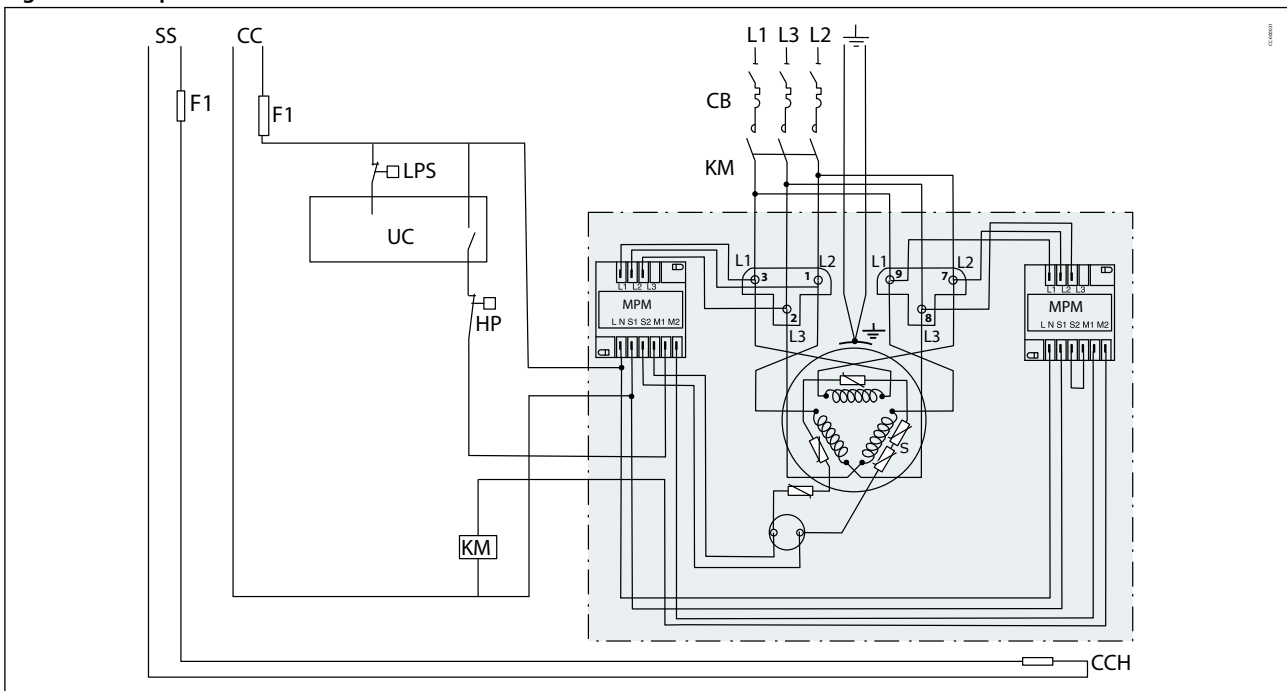 SS CC
L1 L3 L2
F1
F1
CB
LPS
KM
UC
L1 L2 L1 L2
3 1 9 7
L1 L2 L3
MPM
L N S1 S2 M1 M2
L1 L2 L3
MPM
L N S1 S2 M1 M2
2 8
HP
L3 L3
S
KM
CCH